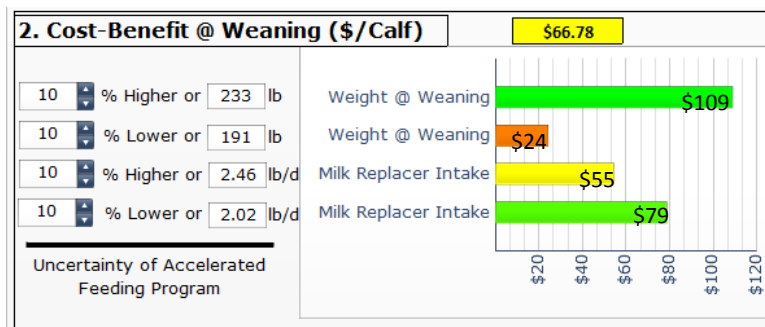 2. Cost-Benefit @ Weaning ($/Calf) $66.78
10 % Higher or 233 lb Weight @ Weaning $109
10 % Lower or 191 lb Weight @ Weaning $24
10 % Higher or 2.46 lb/d Milk Replacer Intake $55
10 % Lower or 2.02 lb/d Milk Replacer Intake $79
Uncertainty of Accelerated
Feeding Program
$20 $40 $60 $80 $100 $120